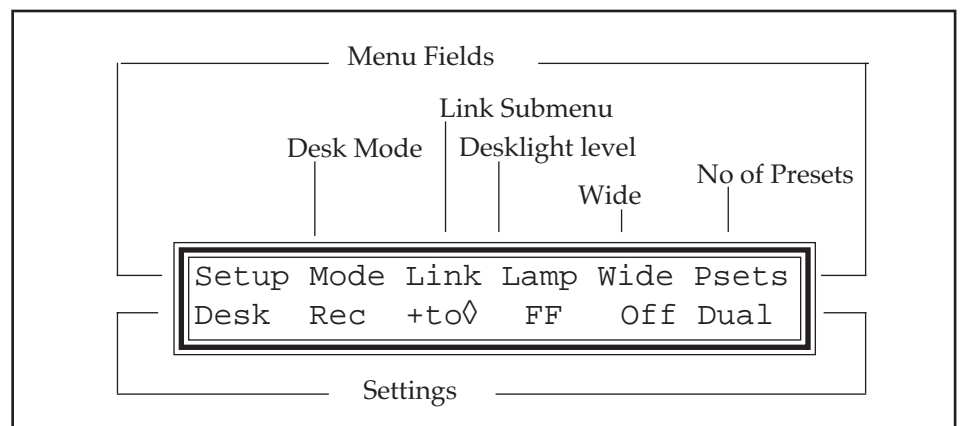 Menu Fields
Link Submenu
Desk Mode Desklight level
No of Presets
Wide
Setup Mode Link Lamp Wide Psets
Desk Rec +to◊ FF Off Dual
Settings